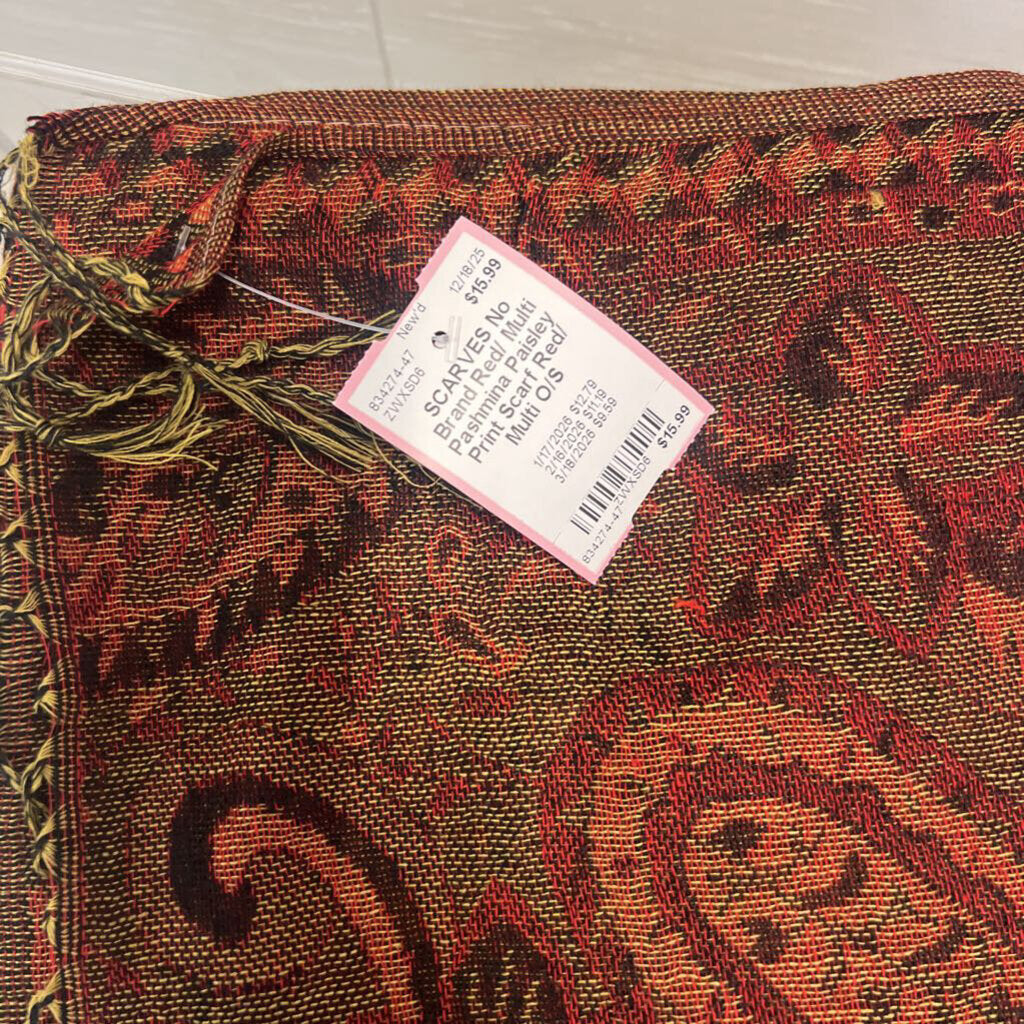 834274-47 New'd 12/18/25
ZWXSD6 $15.99
SCARVES No
Brand Red/ Multi
Pashmina Paisley
Print Scarf Red/
Multi O/S
1/17/2026 $12.79
2/16/2026 $11.19
3/18/2026 $9.59
834274-47-ZWXSD6 $15.99